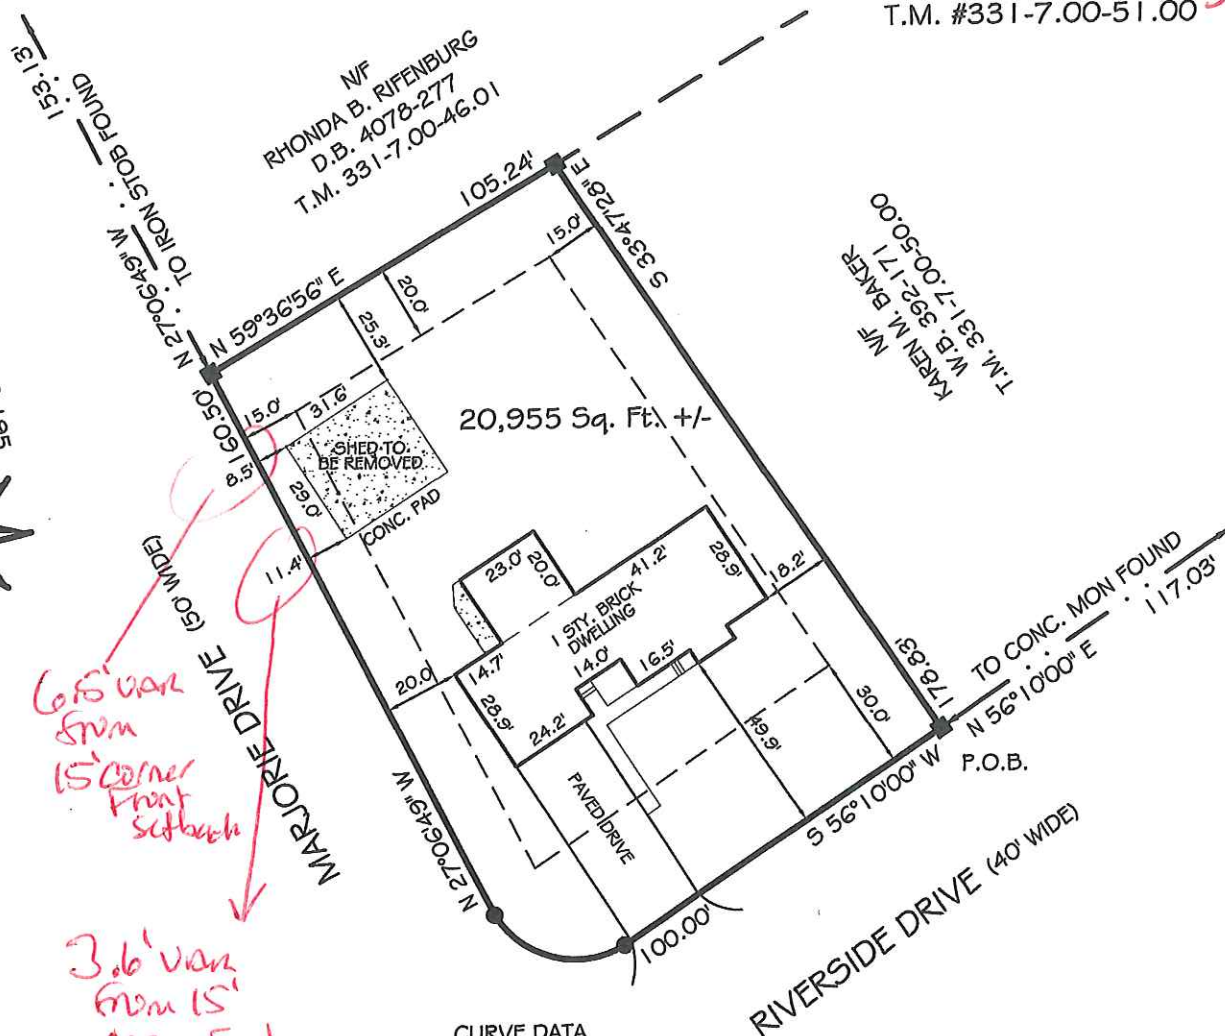 T.M. #331-7.00-51.00
153.13'
TO IRON STOB FOUND
N 27°06'49" W
N/F
RHONDA B. RIFENBURG
D.B. 4078-277
T.M. 331-7.00-46.01
105.24'
N 59°36'56" E
S 33°47'28" E
15.0'
20.0'
25.3'
N/F
KAREN M. BAKER
W.B. 392-171
T.M. 331-7.00-50.00
160.50'
15.0'
31.6'
20,955 Sq. Ft. +/-
SHED TO
BE REMOVED
8.5'
29.0'
CONC. PAD
11.4'
MARJORIE DRIVE (50' WIDE)
23.0'
20.0'
41.2'
28.9'
18.2'
1 STY. BRICK
DWELLING
14.7'
14.0'
16.5'
20.0
28.9'
24.2'
49.9'
30.0'
178.83'
TO CONC. MON FOUND
117.03'
N 56°10'00" E
P.O.B.
S 56°10'00" W
PAVED DRIVE
N 27°06'49" W
100.00'
RIVERSIDE DRIVE (40' WIDE)
6.5' var
from
15' corner
front
setback
3.6' var
from 15'
CURVE DATA